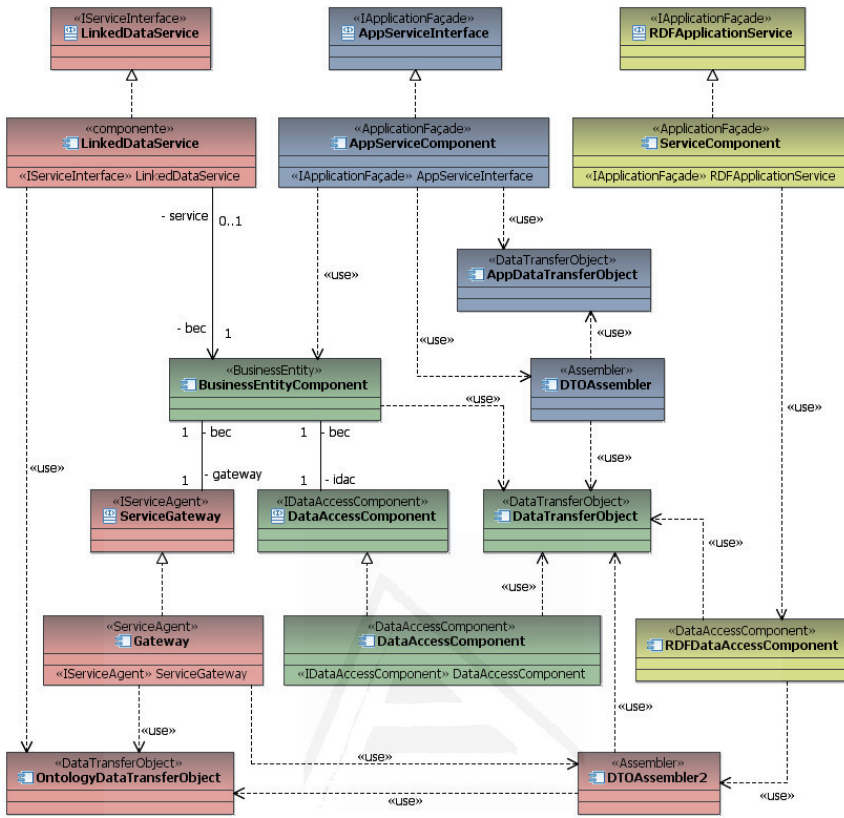 «IServiceInterface»
LinkedDataService
«IApplicationFaçade»
AppServiceInterface
«IApplicationFaçade»
RDFApplicationService
«componente»
LinkedDataService
«IServiceInterface» LinkedDataService
«ApplicationFaçade»
AppServiceComponent
«IApplicationFaçade» AppServiceInterface
«ApplicationFaçade»
ServiceComponent
«IApplicationFaçade» RDFApplicationService
- service
0..1
«use»
«use»
«use»
«use»
«DataTransferObject»
AppDataTransferObject
- bec
1
«use»
«BusinessEntity»
BusinessEntityComponent
«Assembler»
DTOAssembler
«use»
1
- bec
1
- bec
«use»
«use»
1
- gateway
1
- idac
«IServiceAgent»
ServiceGateway
«IDataAccessComponent»
DataAccessComponent
«DataTransferObject»
DataTransferObject
«use»
«use»
«use»
«ServiceAgent»
Gateway
«IServiceAgent» ServiceGateway
«DataAccessComponent»
DataAccessComponent
«IDataAccessComponent» DataAccessComponent
«DataAccessComponent»
RDFDataAccessComponent
«use»
«use»
«DataTransferObject»
OntologyDataTransferObject
«Assembler»
DTOAssembler2
«use»
«use»